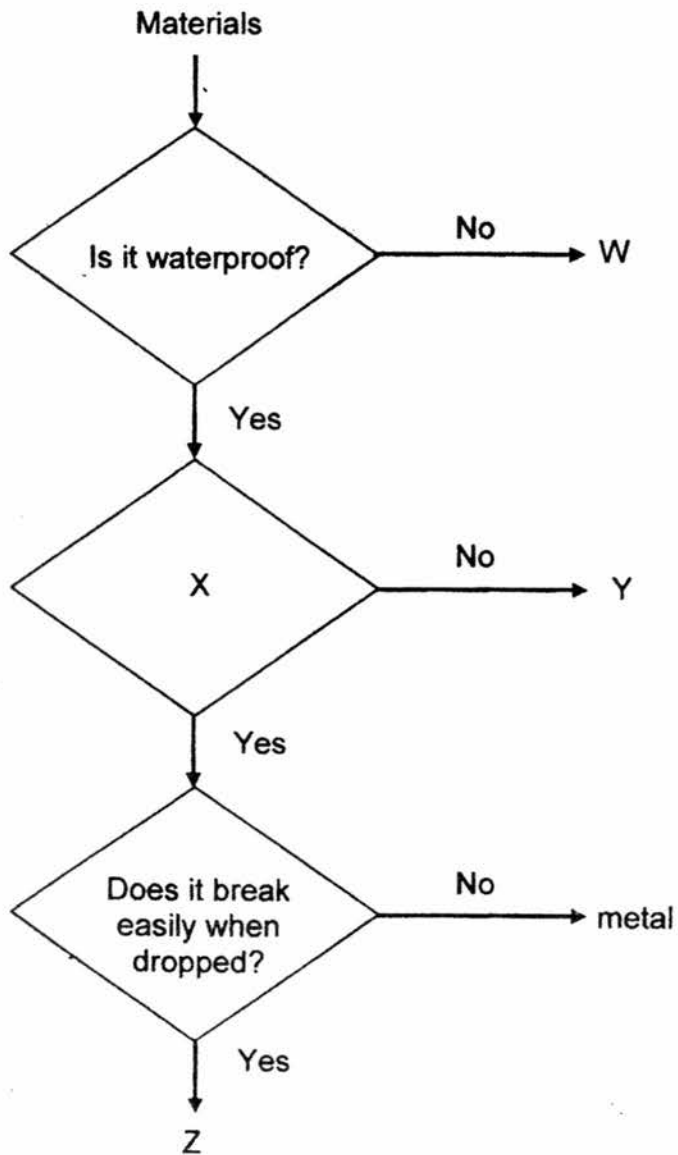 Materials
Is it waterproof?
No
W
Yes
X
No
Y
Yes
Does it break
easily when
dropped?
No
metal
Yes
Z